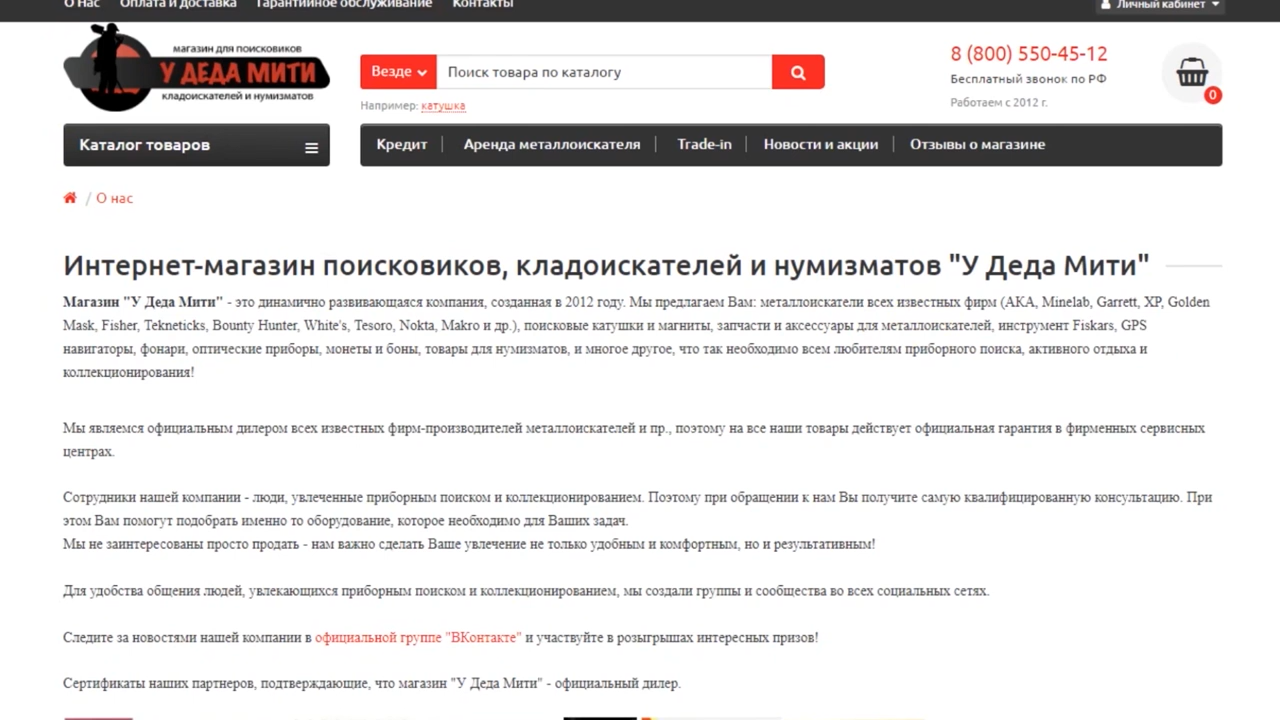 О Нас Оплата и доставка Гарантийное обслуживание Контакты Личный кабинет
магазин для поисковиков
У ДЕДА МИТИ
кладоискателей и нумизматов
Везде Поиск товара по каталогу
Например: катушка
8 (800) 550-45-12
Бесплатный звонок по РФ
Работаем с 2012 г.
0
Каталог товаров
Кредит Аренда металлоискателя Trade-in Новости и акции Отзывы о магазине
/ О нас
Интернет-магазин поисковиков, кладоискателей и нумизматов "У Деда Мити"
Магазин "У Деда Мити" - это динамично развивающаяся компания, созданная в 2012 году. Мы предлагаем Вам: металлоискатели всех известных фирм (АКА, Minelab, Garrett, XP, Golden
Mask, Fisher, Tekneticks, Bounty Hunter, White's, Tesoro, Nokta, Makro и др.), поисковые катушки и магниты, запчасти и аксессуары для металлоискателей, инструмент Fiskars, GPS
навигаторы, фонари, оптические приборы, монеты и боны, товары для нумизматов, и многое другое, что так необходимо всем любителям приборного поиска, активного отдыха и
коллекционирования!
Мы являемся официальным дилером всех известных фирм-производителей металлоискателей и пр., поэтому на все наши товары действует официальная гарантия в фирменных сервисных
центрах.
Сотрудники нашей компании - люди, увлеченные приборным поиском и коллекционированием. Поэтому при обращении к нам Вы получите самую квалифицированную консультацию. При
этом Вам помогут подобрать именно то оборудование, которое необходимо для Ваших задач.
Мы не заинтересованы просто продать - нам важно сделать Ваше увлечение не только удобным и комфортным, но и результативным!
Для удобства общения людей, увлекающихся приборным поиском и коллекционированием, мы создали группы и сообщества во всех социальных сетях.
Следите за новостями нашей компании в официальной группе "ВКонтакте" и участвуйте в розыгрышах интересных призов!
Сертификаты наших партнеров, подтверждающие, что магазин "У Деда Мити" - официальный дилер.